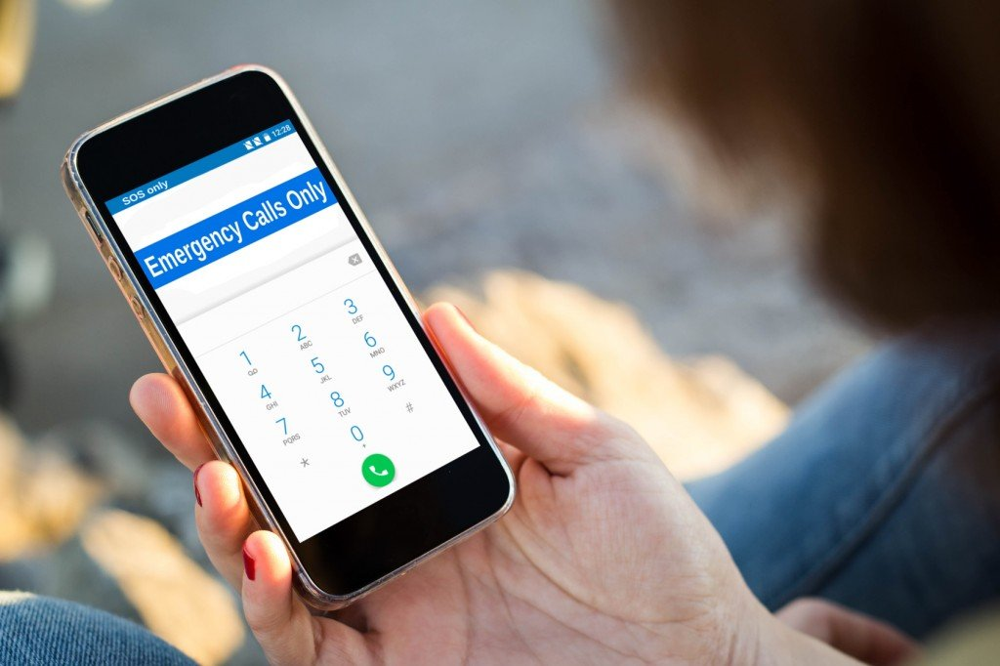 SOS only 12:28
Emergency Calls Only
1 2 3
ABC DEF
4 5 6
GHI JKL MNO
7 8 9
PQRS TUV WXYZ
* 0 #
+